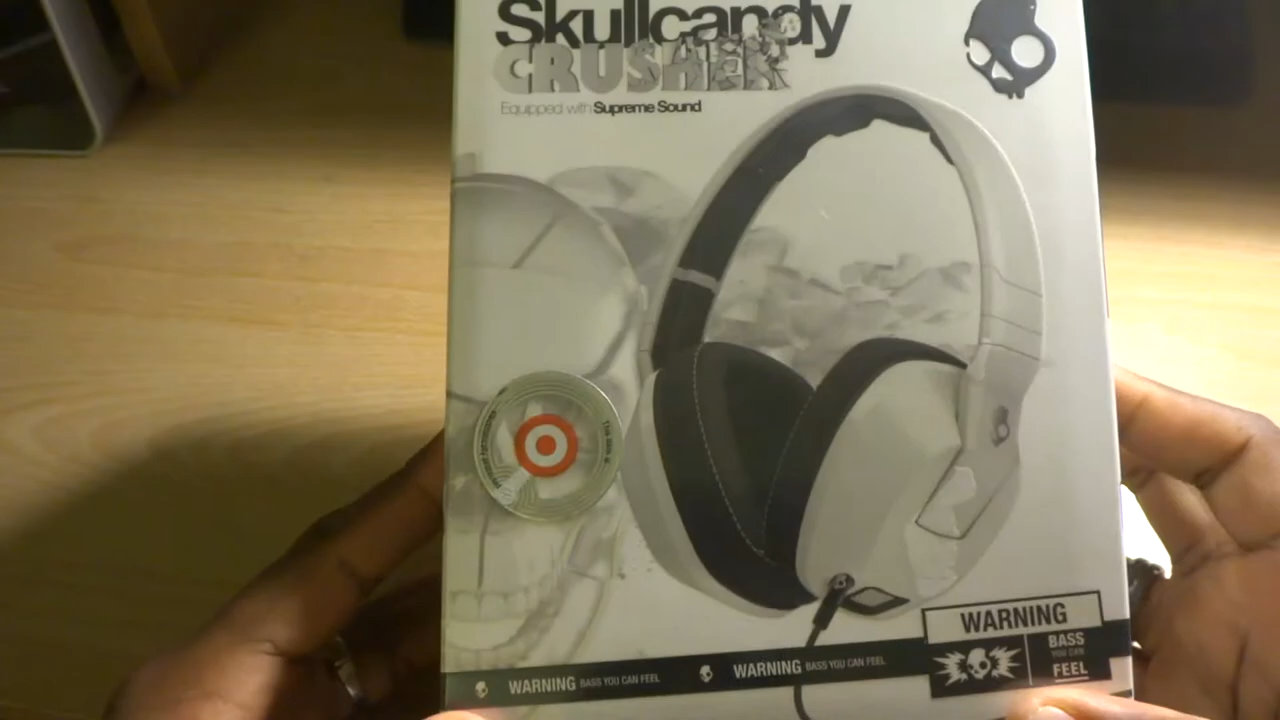 Skullcandy
CRUSHER
Equipped with Supreme Sound
WARNING
BASS
YOU CAN
FEEL
WARNING BASS YOU CAN FEEL
WARNING BASS YOU CAN FEEL